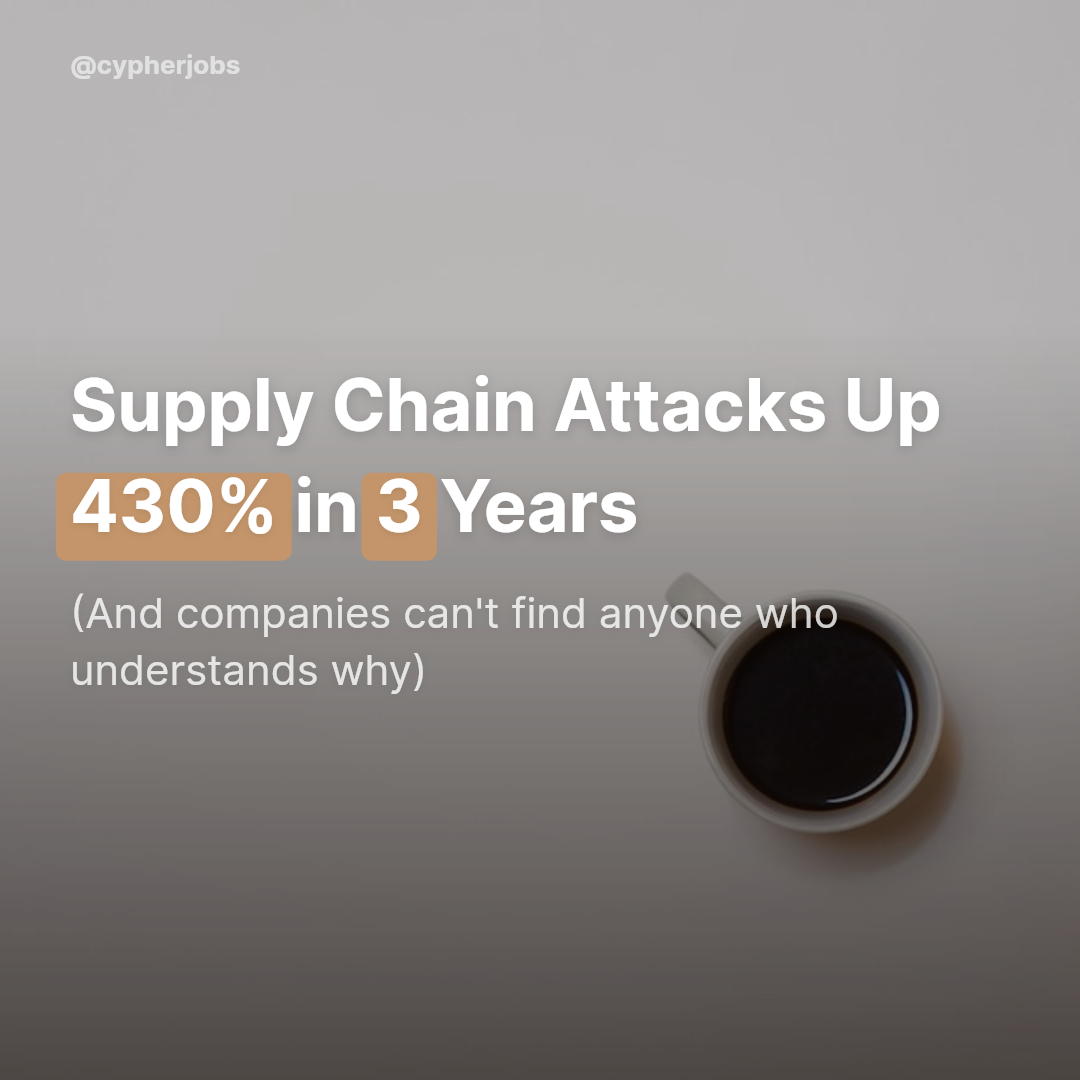 @cypherjobs
Supply Chain Attacks Up
430% in 3 Years
(And companies can't find anyone who
understands why)